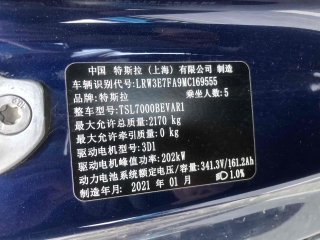 中国 特斯拉（上海）有限公司 制造
车辆识别代号:LRW3E7FA9MC169555
品牌: 特斯拉 乘坐人数: 5
整车型号: TSL7000BEVAR1
最大允许总质量: 2170 kg
最大允许牵引质量: 0 kg
驱动电机型号: 3D1
驱动电机峰值功率: 202kW
动力电池系统额定电压/容量: 341.3V/161.2Ah
制造年月: 2021 年 01 月 1.0%